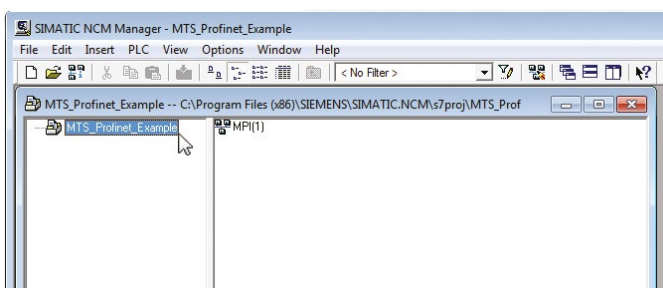 SIMATIC NCM Manager - MTS_Profinet_Example
File Edit Insert PLC View Options Window Help
< No Filter >
MTS_Profinet_Example -- C:\Program Files (x86)\SIEMENS\SIMATIC.NCM\s7proj\MTS_Prof
MTS_Profinet_Example MPI(1)